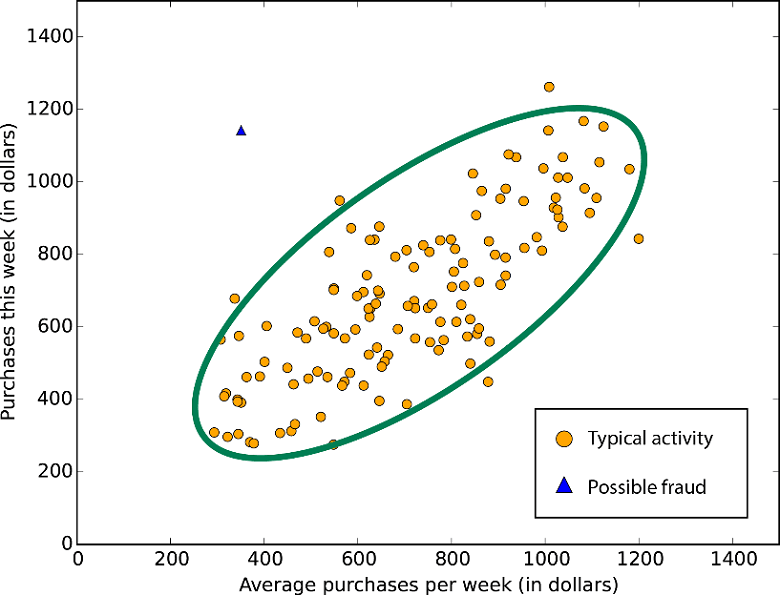 1400
1200
1000
800
600
400
200
0
Purchases this week (in dollars)
Typical activity
Possible fraud
0 200 400 600 800 1000 1200 1400
Average purchases per week (in dollars)